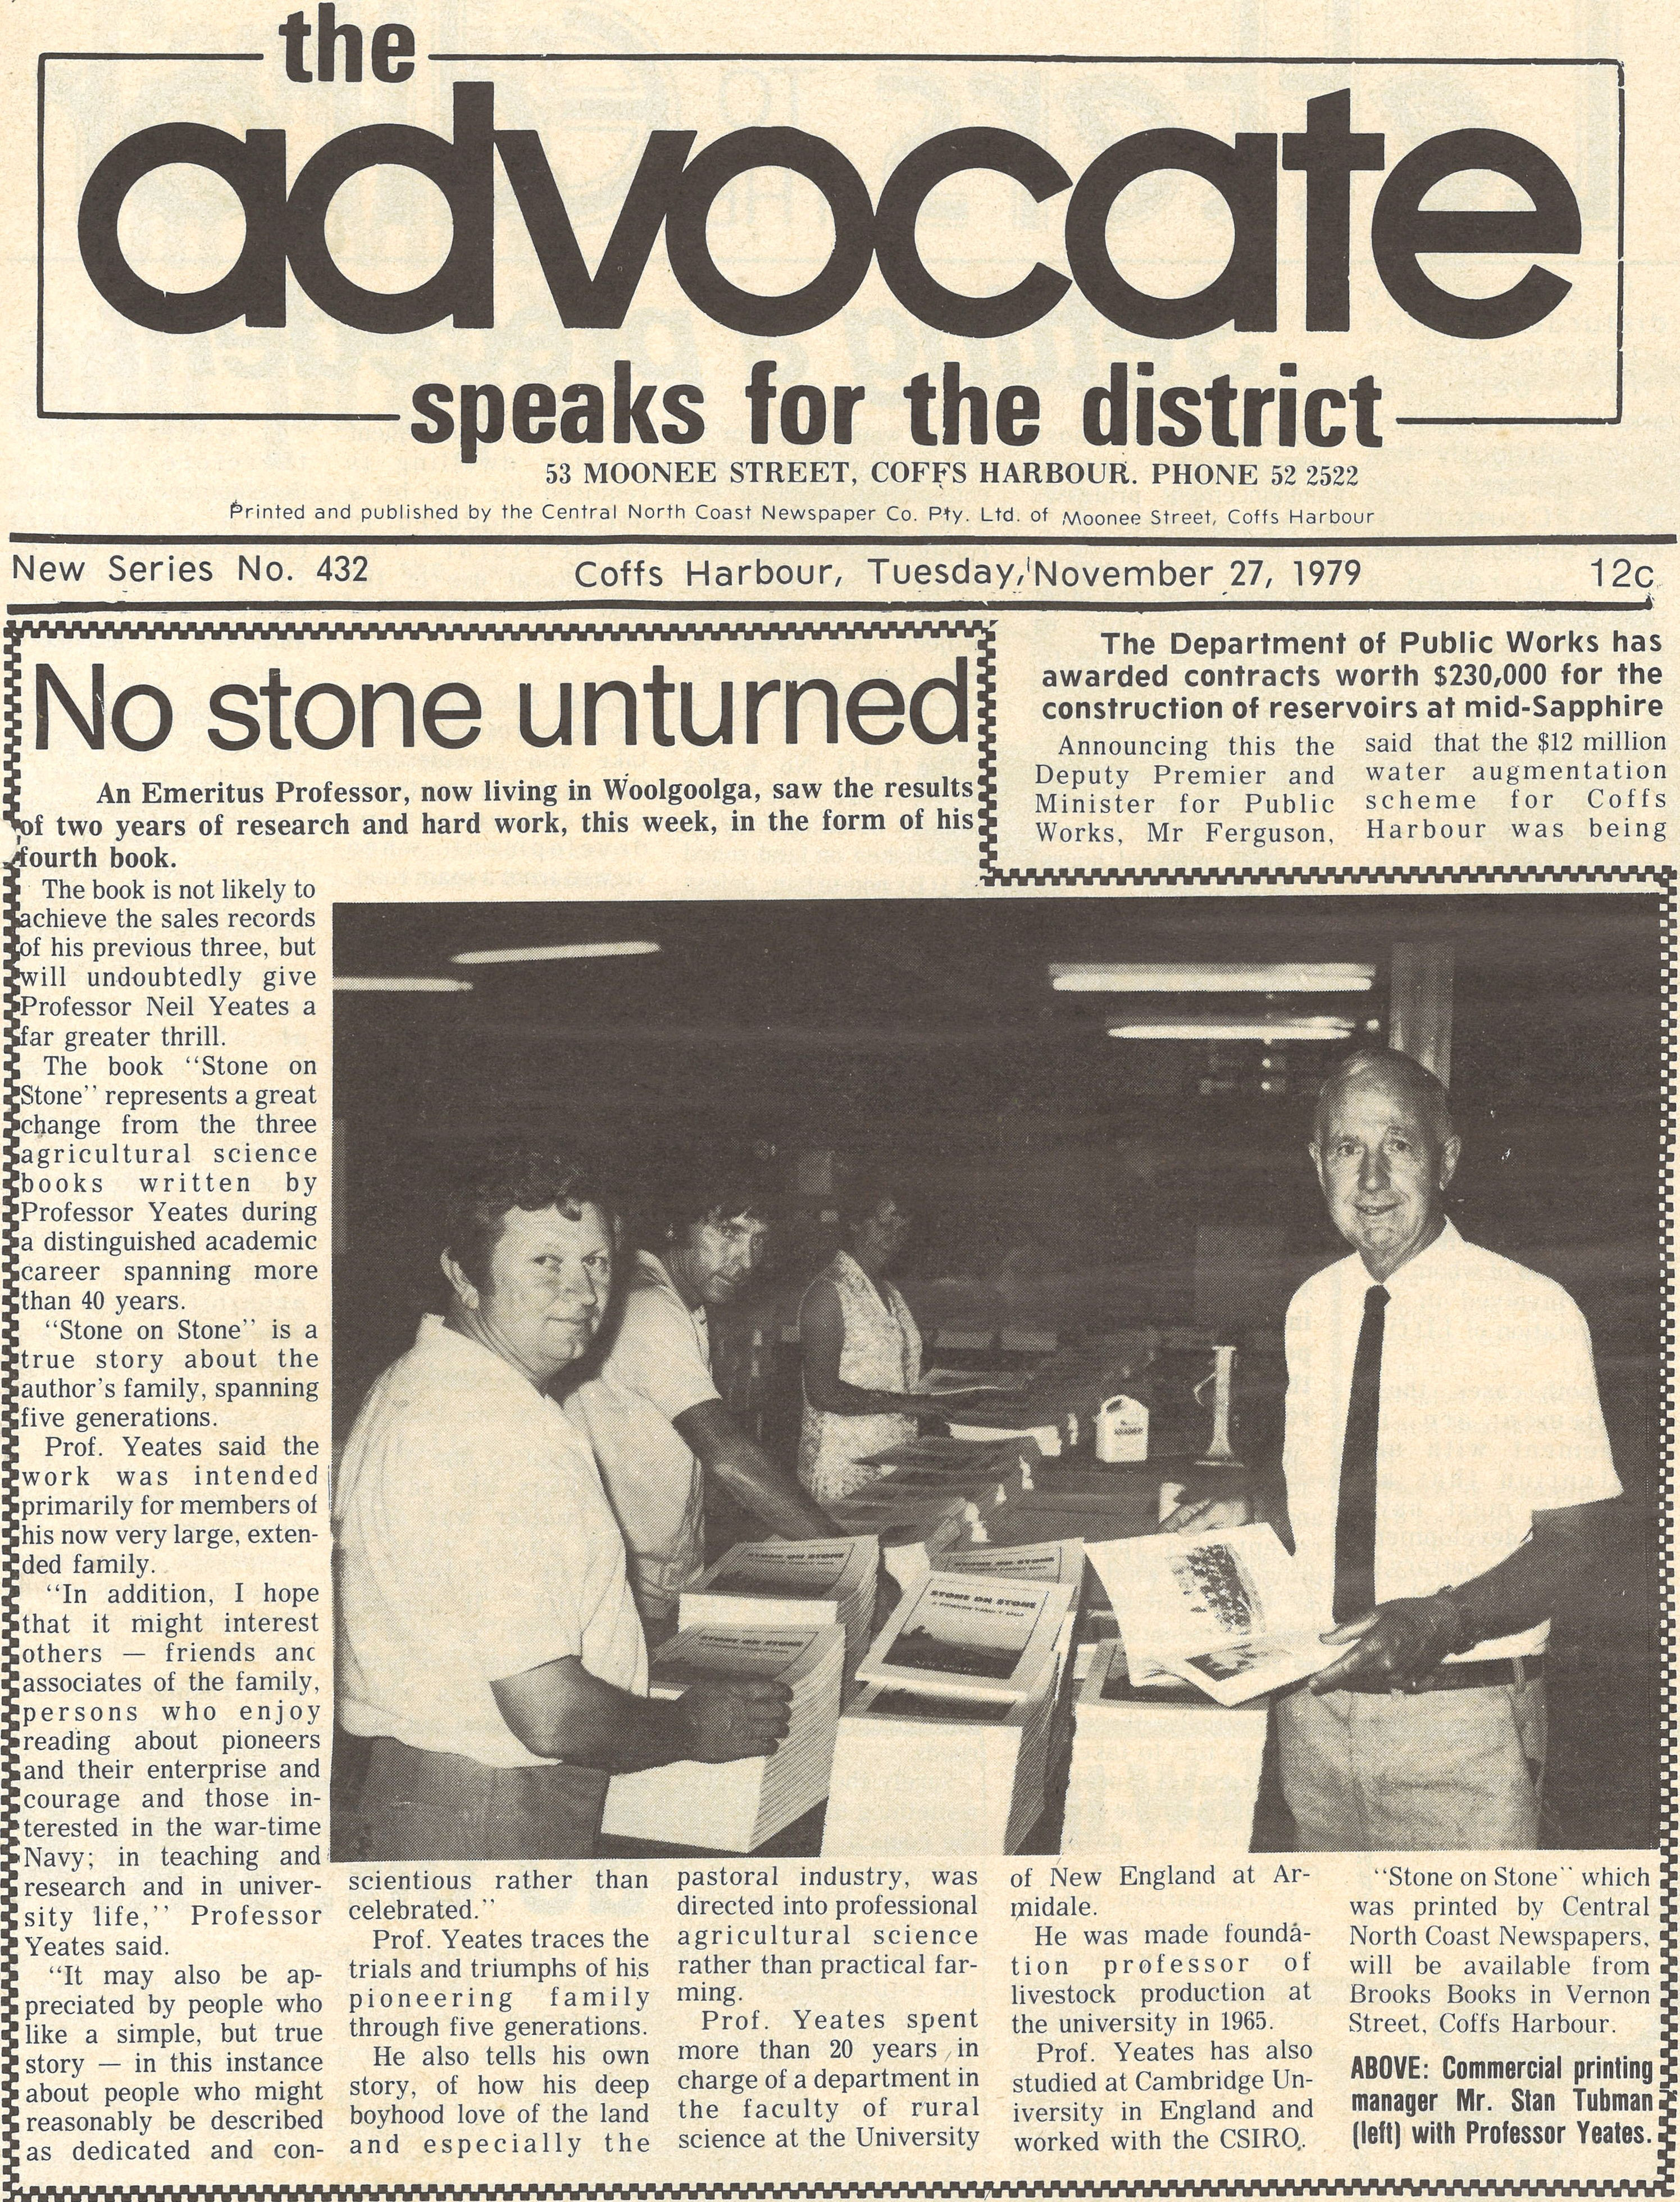 the
advocate
speaks for the district
53 MOONEE STREET, COFFS HARBOUR. PHONE 52 2522
Printed and published by the Central North Coast Newspaper Co. Pty. Ltd. of Moonee Street, Coffs Harbour
New Series No. 432
Coffs Harbour, Tuesday, November 27, 1979
12c
No stone unturned
An Emeritus Professor, now living in Woolgoolga, saw the results
of two years of research and hard work, this week, in the form of his
fourth book.
The book is not likely to
achieve the sales records
of his previous three, but
will undoubtedly give
Professor Neil Yeates a
far greater thrill.
The book "Stone on
Stone" represents a great
change from the three
agricultural science
books written by
Professor Yeates during
a distinguished academic
career spanning more
than 40 years.
"Stone on Stone" is a
true story about the
author's family, spanning
five generations.
Prof. Yeates said the
work was intended
primarily for members of
his now very large, exten-
ded family.
"In addition, I hope
that it might interest
others — friends and
associates of the family,
persons who enjoy
reading about pioneers
and their enterprise and
courage and those in-
terested in the war-time
Navy; in teaching and
research and in univer-
sity life," Professor
Yeates said.
"It may also be ap-
preciated by people who
like a simple, but true
story — in this instance
about people who might
reasonably be described
as dedicated and con-
scientious rather than
celebrated."
Prof. Yeates traces the
trials and triumphs of his
pioneering family
through five generations.
He also tells his own
story, of how his deep
boyhood love of the land
and especially the
pastoral industry, was
directed into professional
agricultural science
rather than practical far-
ming.
Prof. Yeates spent
more than 20 years in
charge of a department in
the faculty of rural
science at the University
of New England at Ar-
midale.
He was made founda-
tion professor of
livestock production at
the university in 1965.
Prof. Yeates has also
studied at Cambridge Un-
iversity in England and
worked with the CSIRO.
"Stone on Stone" which
was printed by Central
North Coast Newspapers,
will be available from
Brooks Books in Vernon
Street, Coffs Harbour.
ABOVE: Commercial printing
manager Mr. Stan Tubman
(left) with Professor Yeates.
The Department of Public Works has
awarded contracts worth $230,000 for the
construction of reservoirs at mid-Sapphire
Announcing this the
Deputy Premier and
Minister for Public
Works, Mr Ferguson,
said that the $12 million
water augmentation
scheme for Coffs
Harbour was being
STONE ON STONE
STONE ON STONE
STONE ON STONE
STONE ON STONE